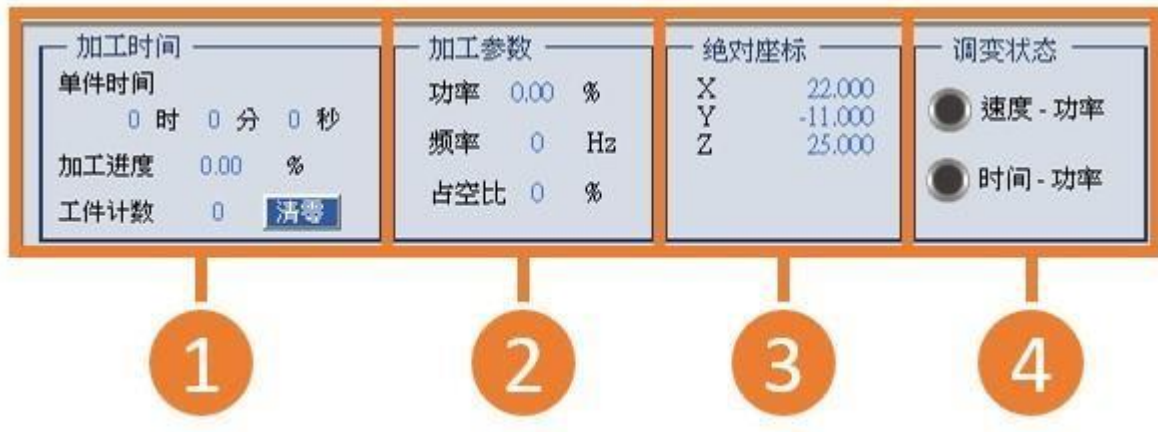 加工时间
单件时间
0 时 0 分 0 秒
加工进度 0.00 %
工件计数 0 清零
加工参数
功率 0.00 %
频率 0 Hz
占空比 0 %
绝对座标
X 22.000
Y -11.000
Z 25.000
调变状态
速度 - 功率
时间 - 功率
1
2
3
4